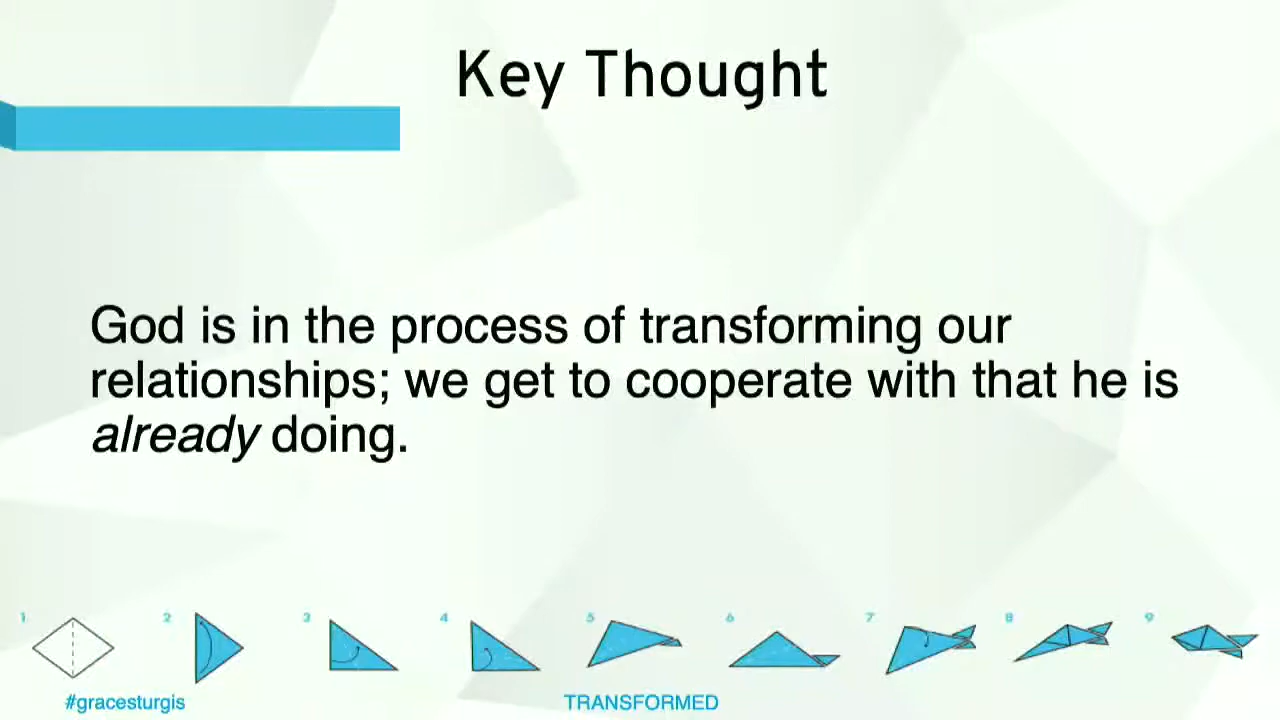 Key Thought
God is in the process of transforming our
relationships; we get to cooperate with that he is
already doing.
1 2 3 4 5 6 7 8 9
#gracesturgis
TRANSFORMED